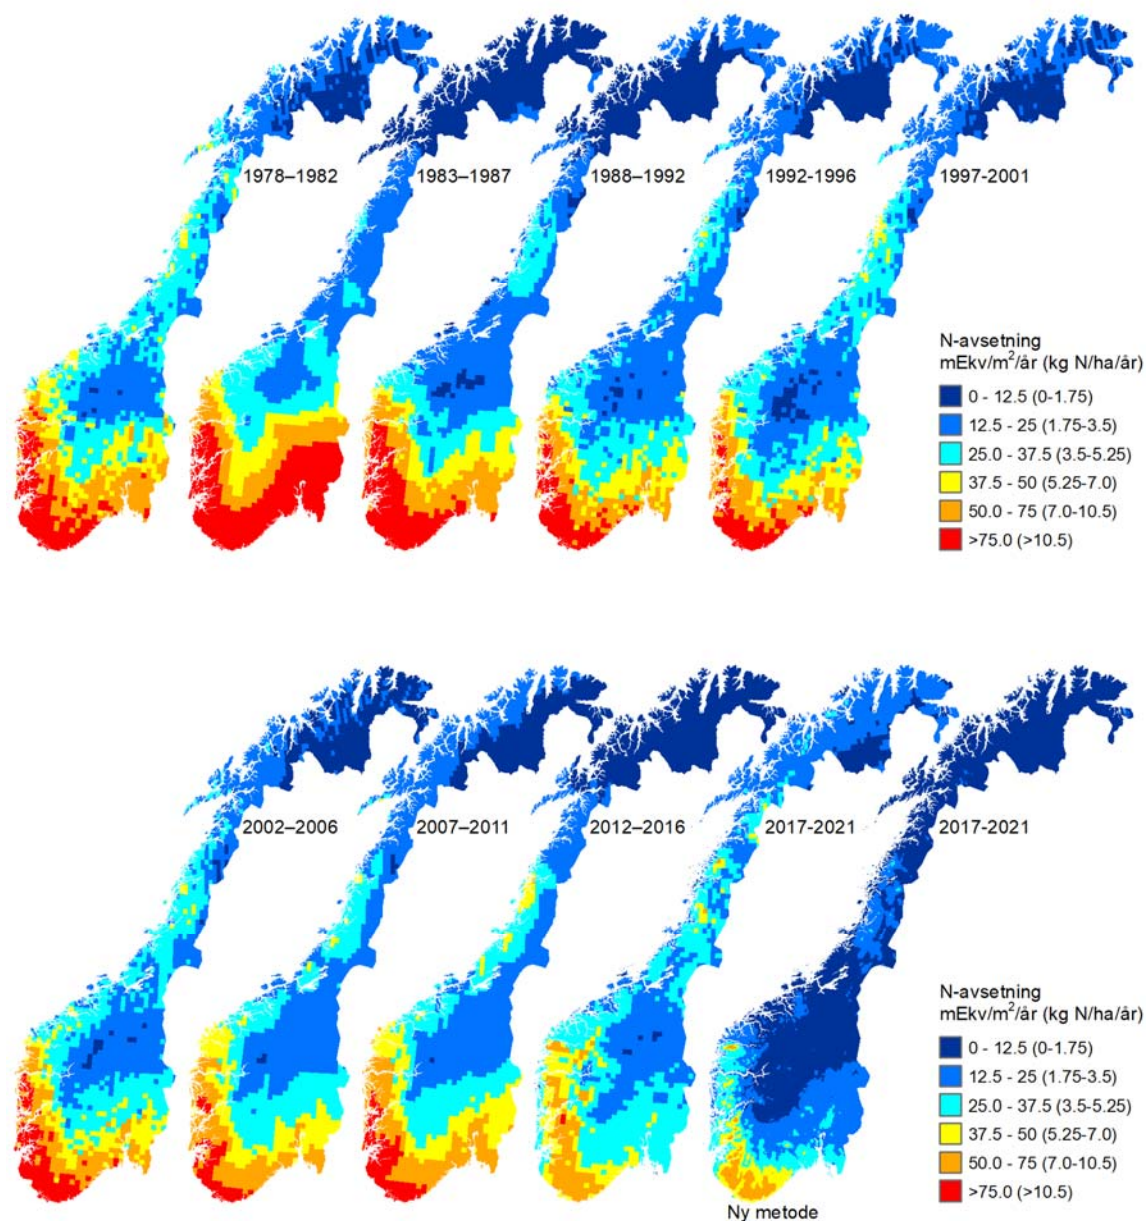 1978–1982
1983–1987
1988–1992
1992-1996
1997-2001
N-avsetning
mEkv/m²/år (kg N/ha/år)
0 - 12.5 (0-1.75)
12.5 - 25 (1.75-3.5)
25.0 - 37.5 (3.5-5.25)
37.5 - 50 (5.25-7.0)
50.0 - 75 (7.0-10.5)
>75.0 (>10.5)
2002–2006
2007–2011
2012–2016
2017-2021
2017-2021
N-avsetning
mEkv/m²/år (kg N/ha/år)
0 - 12.5 (0-1.75)
12.5 - 25 (1.75-3.5)
25.0 - 37.5 (3.5-5.25)
37.5 - 50 (5.25-7.0)
50.0 - 75 (7.0-10.5)
>75.0 (>10.5)
Ny metode